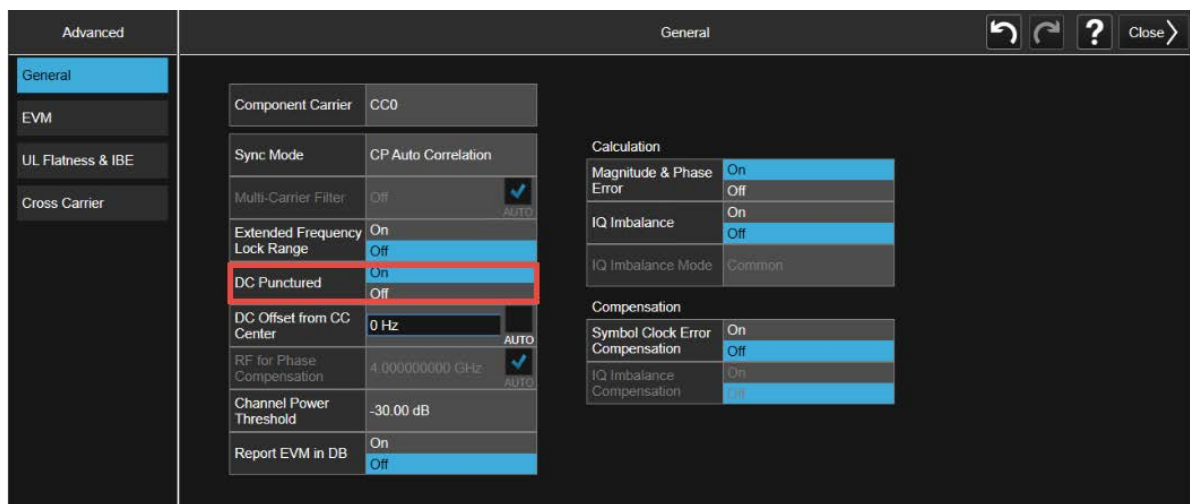 Advanced
General
?
Close
General
EVM
UL Flatness & IBE
Cross Carrier
Component Carrier
CC0
Sync Mode
CP Auto Correlation
Multi-Carrier Filter
Off
AUTO
Extended Frequency
Lock Range
On
Off
DC Punctured
On
Off
DC Offset from CC
Center
0 Hz
AUTO
RF for Phase
Compensation
4.000000000 GHz
AUTO
Channel Power
Threshold
-30.00 dB
Report EVM in DB
On
Off
Calculation
Magnitude & Phase
Error
On
Off
IQ Imbalance
On
Off
IQ Imbalance Mode
Common
Compensation
Symbol Clock Error
Compensation
On
Off
IQ Imbalance
Compensation
On
Off